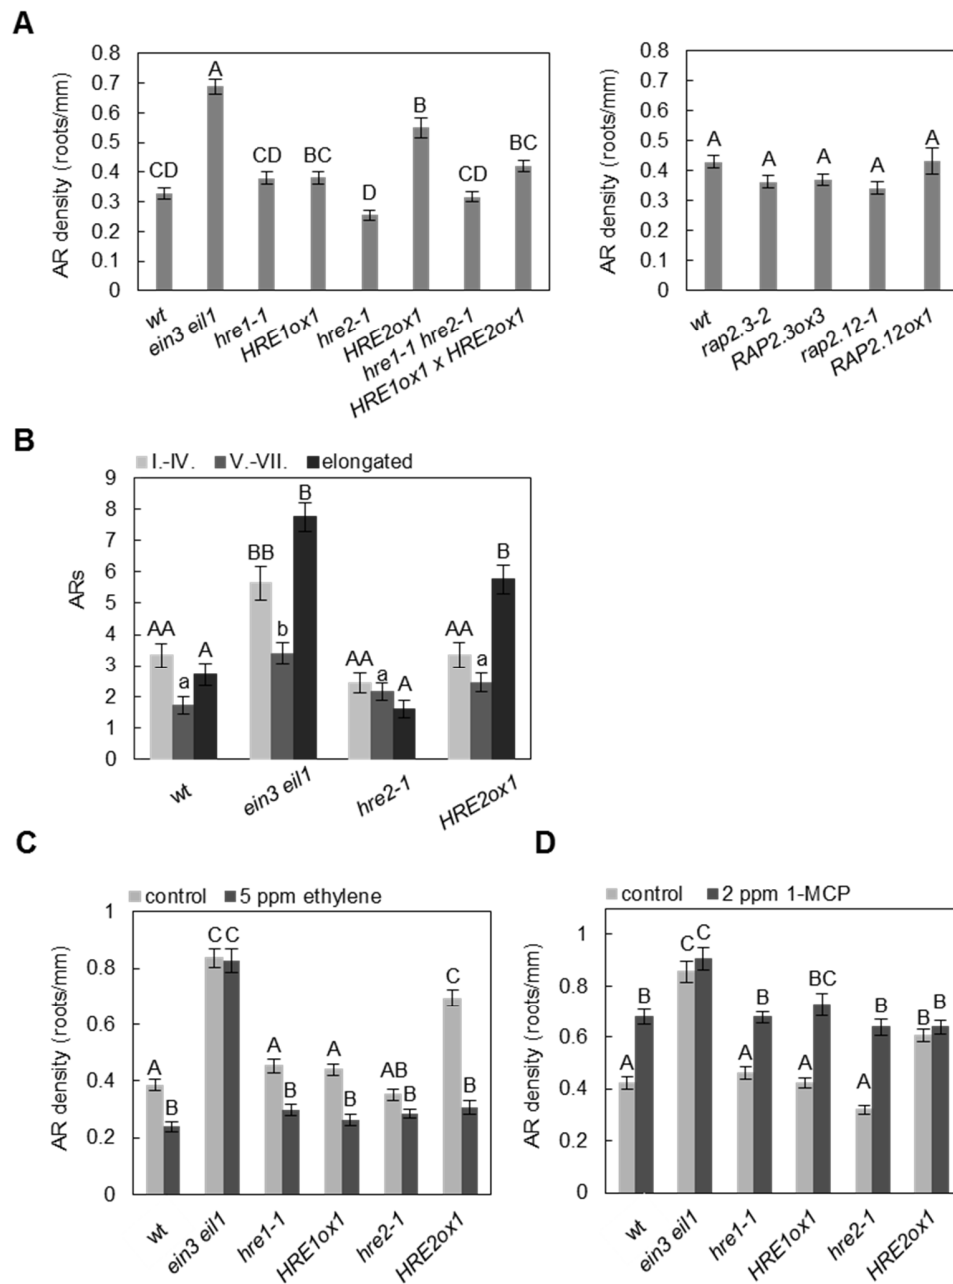 A
AR density (roots/mm)
0.8
0.7
0.6
0.5
0.4
0.3
0.2
0.1
0
CD
A
CD
BC
D
B
CD
BC
wt
ein3 eil1
hre1-1
HRE1ox1
hre2-1
HRE2ox1
hre1-1 hre2-1
HRE1ox1 x HRE2ox1
AR density (roots/mm)
0.8
0.7
0.6
0.5
0.4
0.3
0.2
0.1
0
A
A
A
A
A
wt
rap2.3-2
RAP2.3ox3
rap2.12-1
RAP2.12ox1
B
I.-IV. V.-VII. elongated
ARs
9
8
7
6
5
4
3
2
1
0
AA
a
A
BB
b
B
AA
a
A
AA
a
B
wt
ein3 eil1
hre2-1
HRE2ox1
C
control 5 ppm ethylene
AR density (roots/mm)
1
0.8
0.6
0.4
0.2
0
A
B
C
C
A
B
A
B
AB
B
C
B
wt
ein3 eil1
hre1-1
HRE1ox1
hre2-1
HRE2ox1
D
control 2 ppm 1-MCP
AR density (roots/mm)
1
0.8
0.6
0.4
0.2
0
A
B
C
C
A
B
A
BC
A
B
B
B
wt
ein3 eil1
hre1-1
HRE1ox1
hre2-1
HRE2ox1